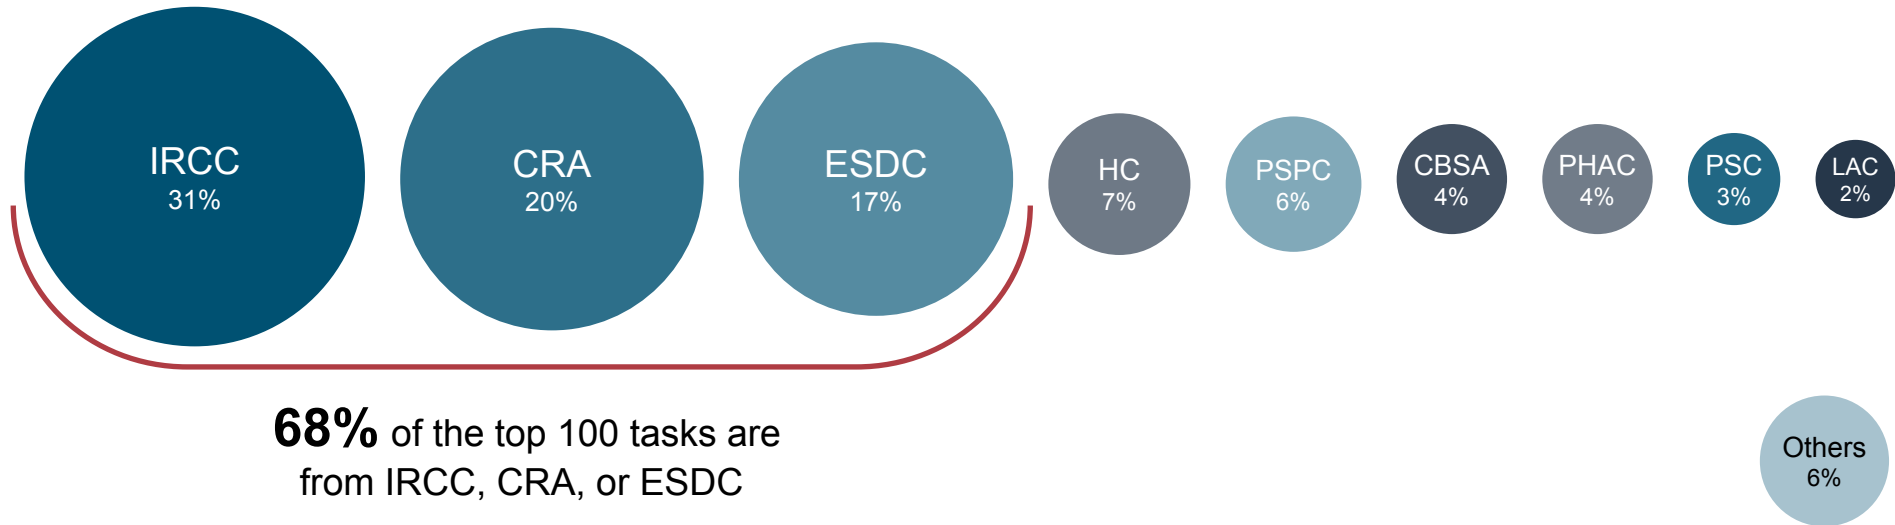 IRCC
31%
CRA
20%
ESDC
17%
HC
7%
PSPC
6%
CBSA
4%
PHAC
4%
PSC
3%
LAC
2%
68% of the top 100 tasks are
from IRCC, CRA, or ESDC
Others
6%